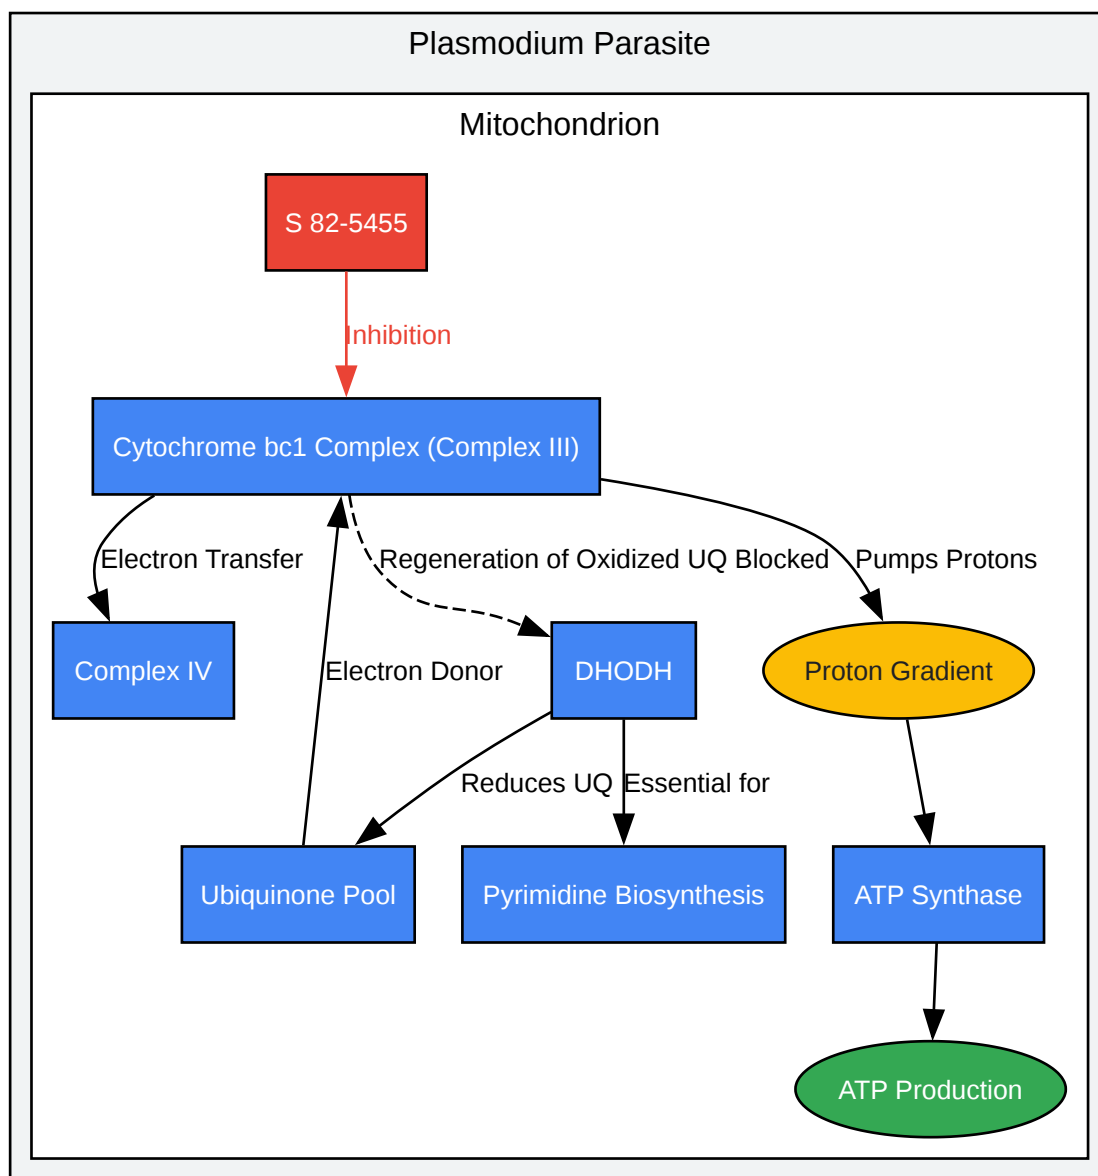 Plasmodium Parasite
Mitochondrion
S 82-5455
Inhibition
Cytochrome bc1 Complex (Complex III)
Electron Transfer
Regeneration of Oxidized UQ Blocked
Pumps Protons
Complex IV
Electron Donor
DHODH
Proton Gradient
Reduces UQ
Essential for
Ubiquinone Pool
Pyrimidine Biosynthesis
ATP Synthase
ATP Production